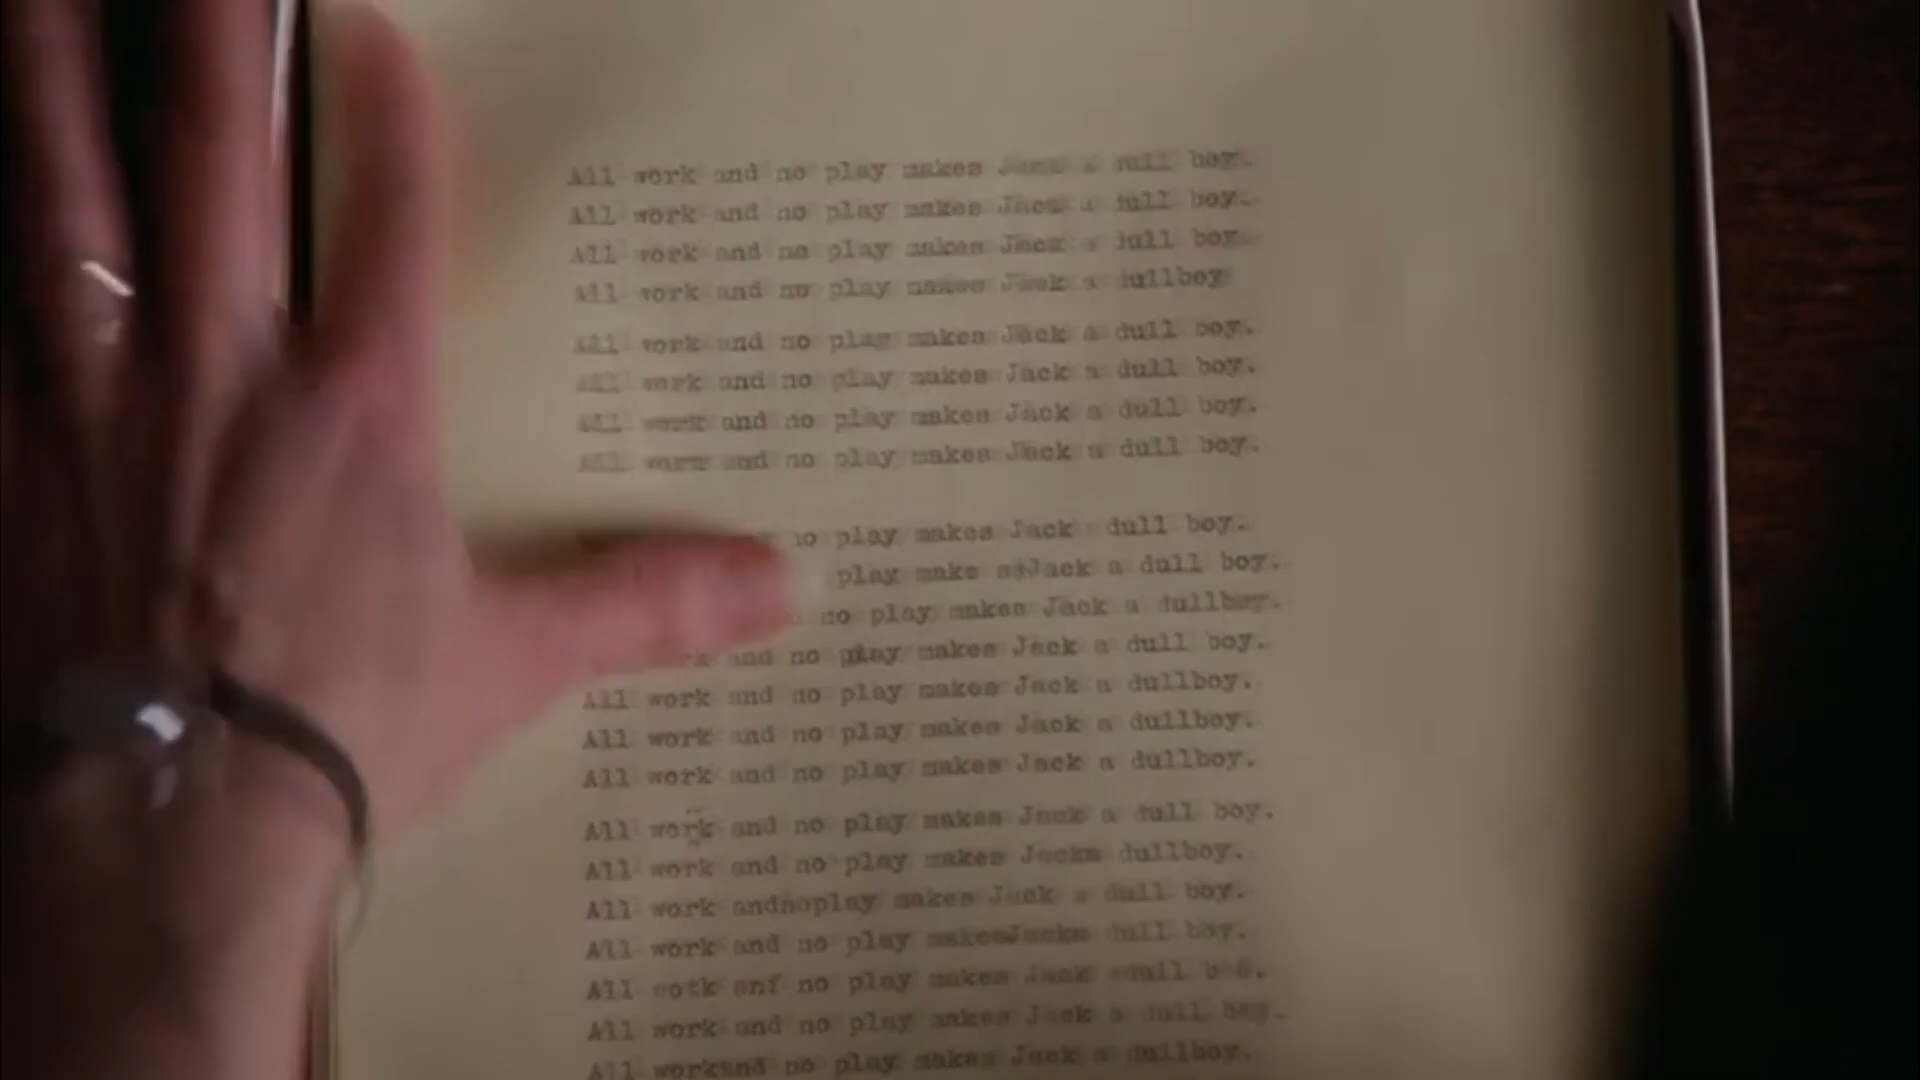 All work and no play makes Jack a dull boy.
All work and no play makes Jack a dull boy.
All work and no play makes Jack a dull boy.
All work and no play makes Jack a dullboy
All work and no play makes Jack a dull boy.
All work and no play makes Jack a dull boy.
All work and no play makes Jack a dull boy.
All work and no play makes Jack a dull boy.
no play makes Jack dull boy.
play make sJack a dull boy.
no play makes Jack a dullboy.
and no play makes Jack a dull boy.
All work and no play makes Jack a dullboy.
All work and no play makes Jack a dullboy.
All work and no play makes Jack a dullboy.
All work and no play makes Jack a dull boy.
All work and no play makes Jacka dullboy.
All work andnoplay makes Jack a dull boy.
All work and no play makesJacka dull boy.
All wotk anf no play makes Jack adull
All work and no play makes Jack a dull boy.
All workand no play makes Jack a dullboy.